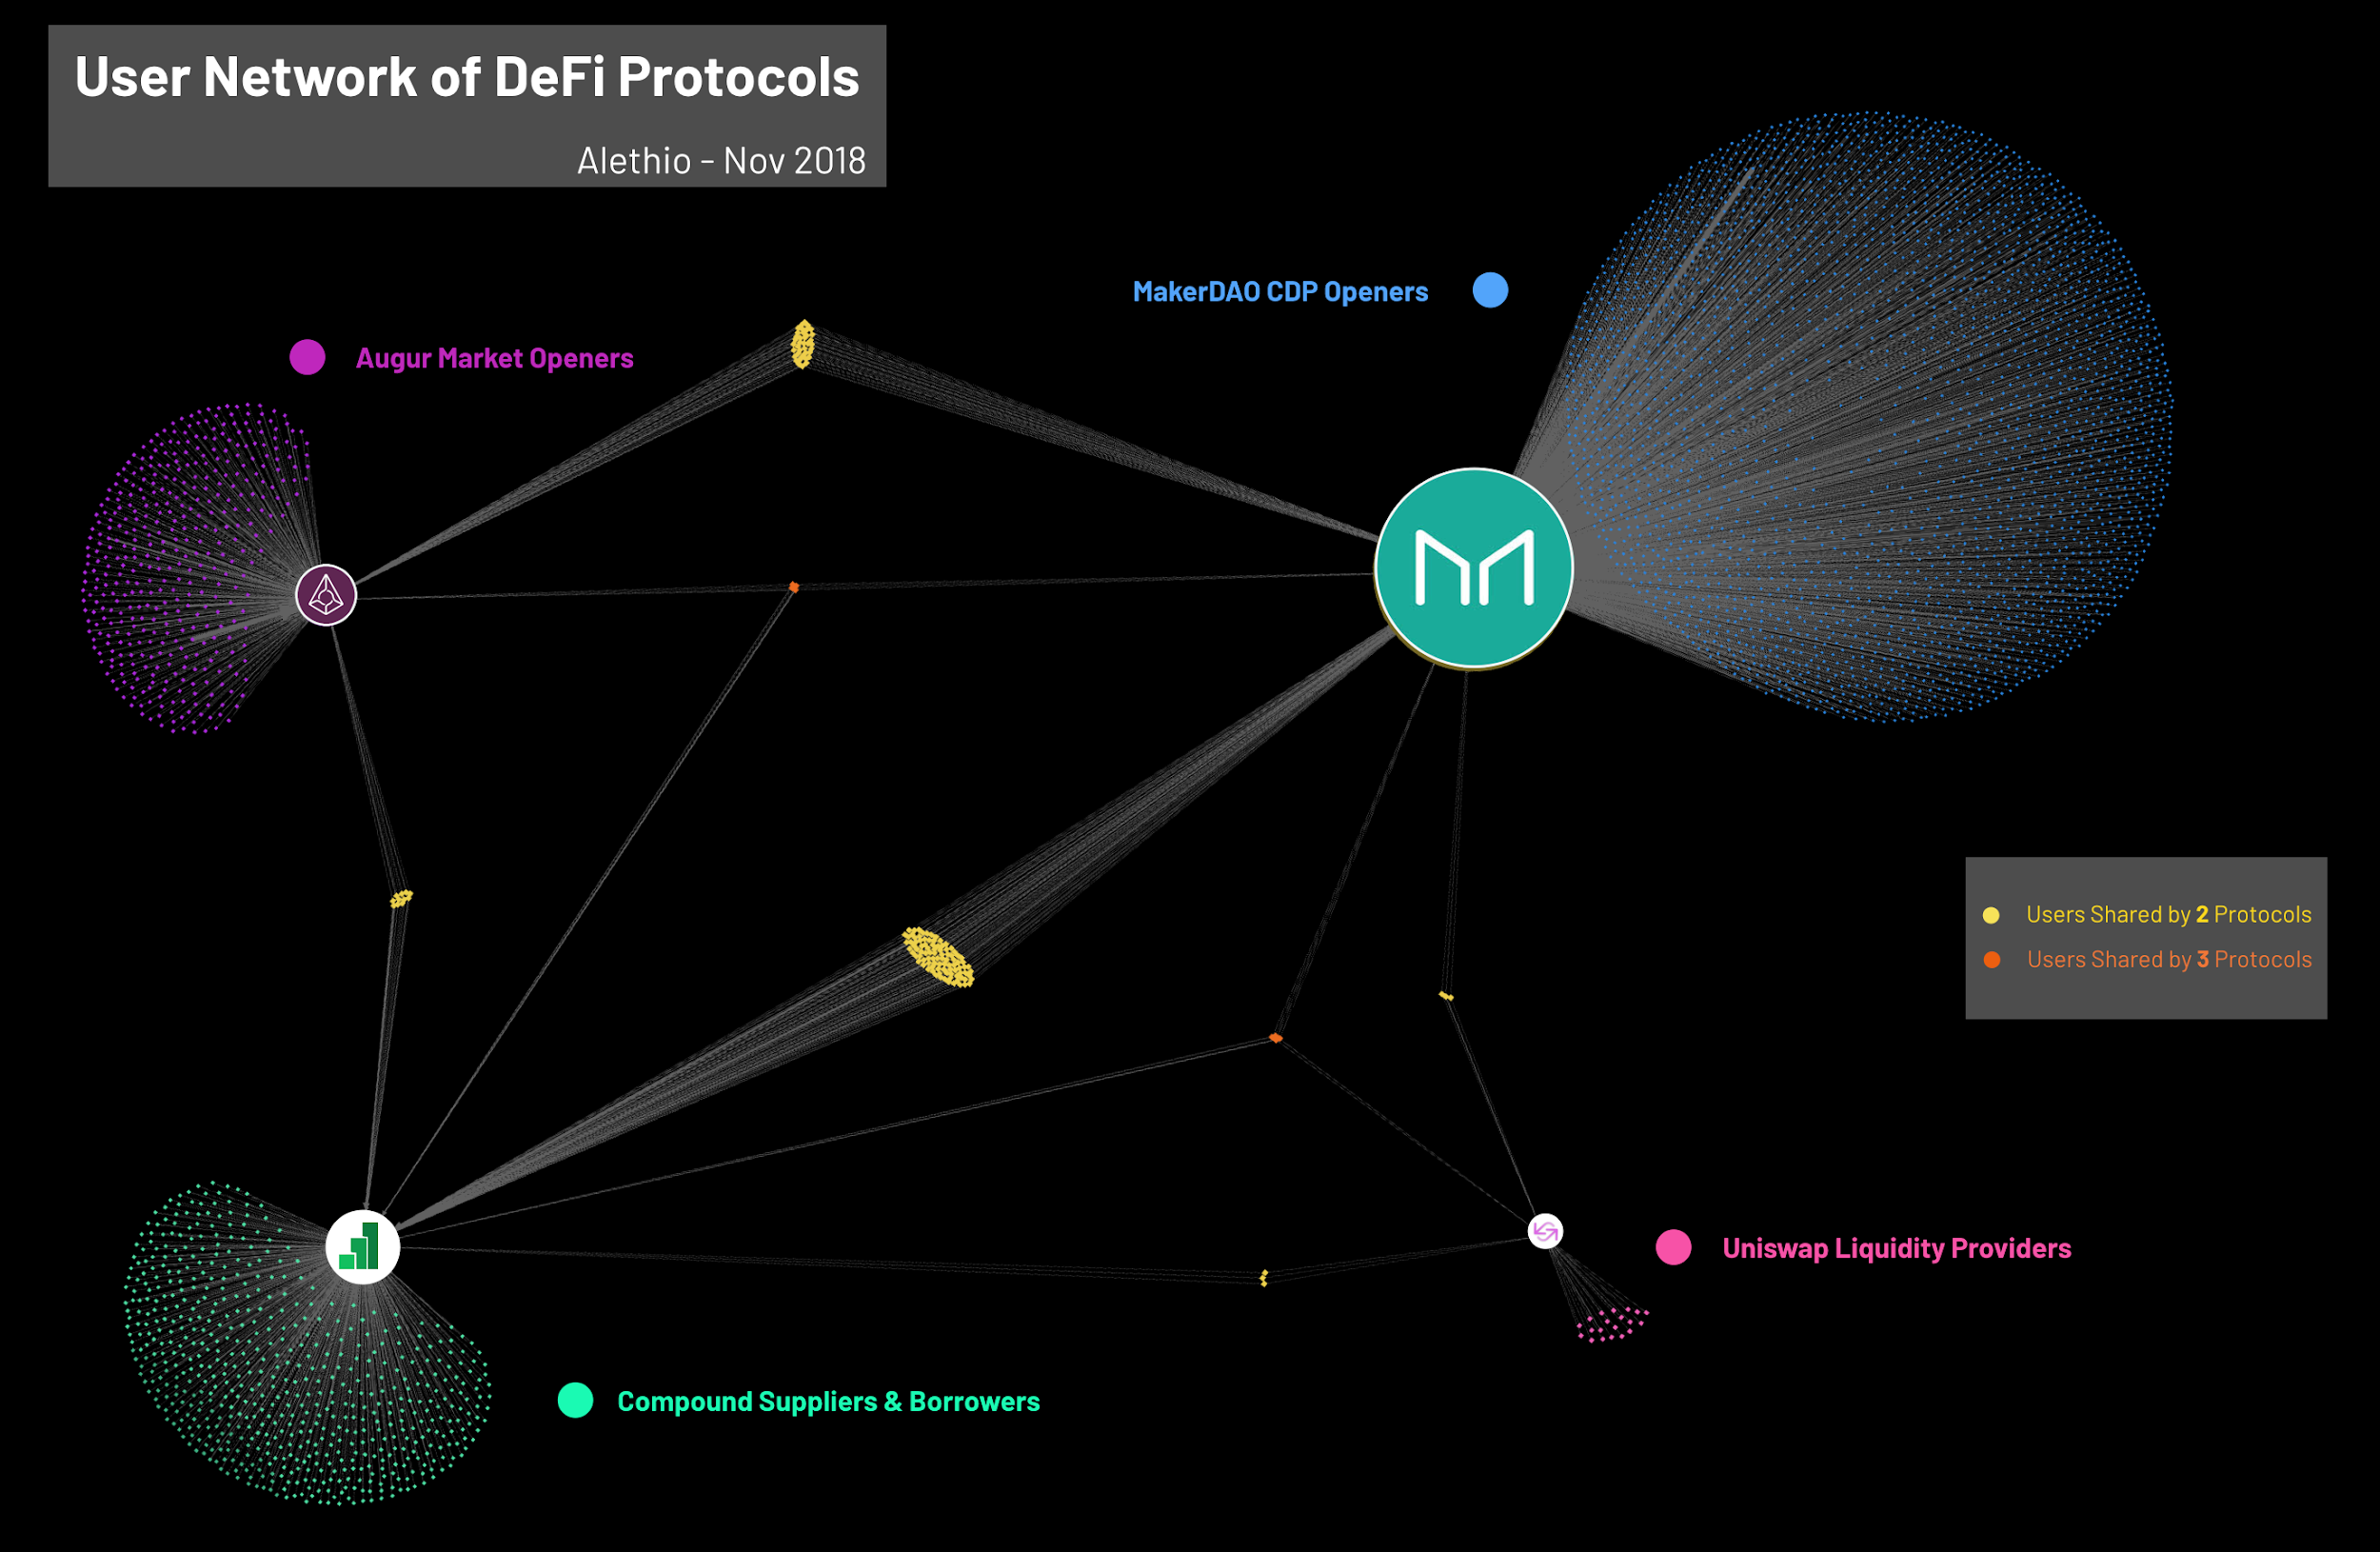 User Network of DeFi Protocols
Alethio - Nov 2018
MakerDAO CDP Openers
Augur Market Openers
Users Shared by 2 Protocols
Users Shared by 3 Protocols
Uniswap Liquidity Providers
Compound Suppliers & Borrowers